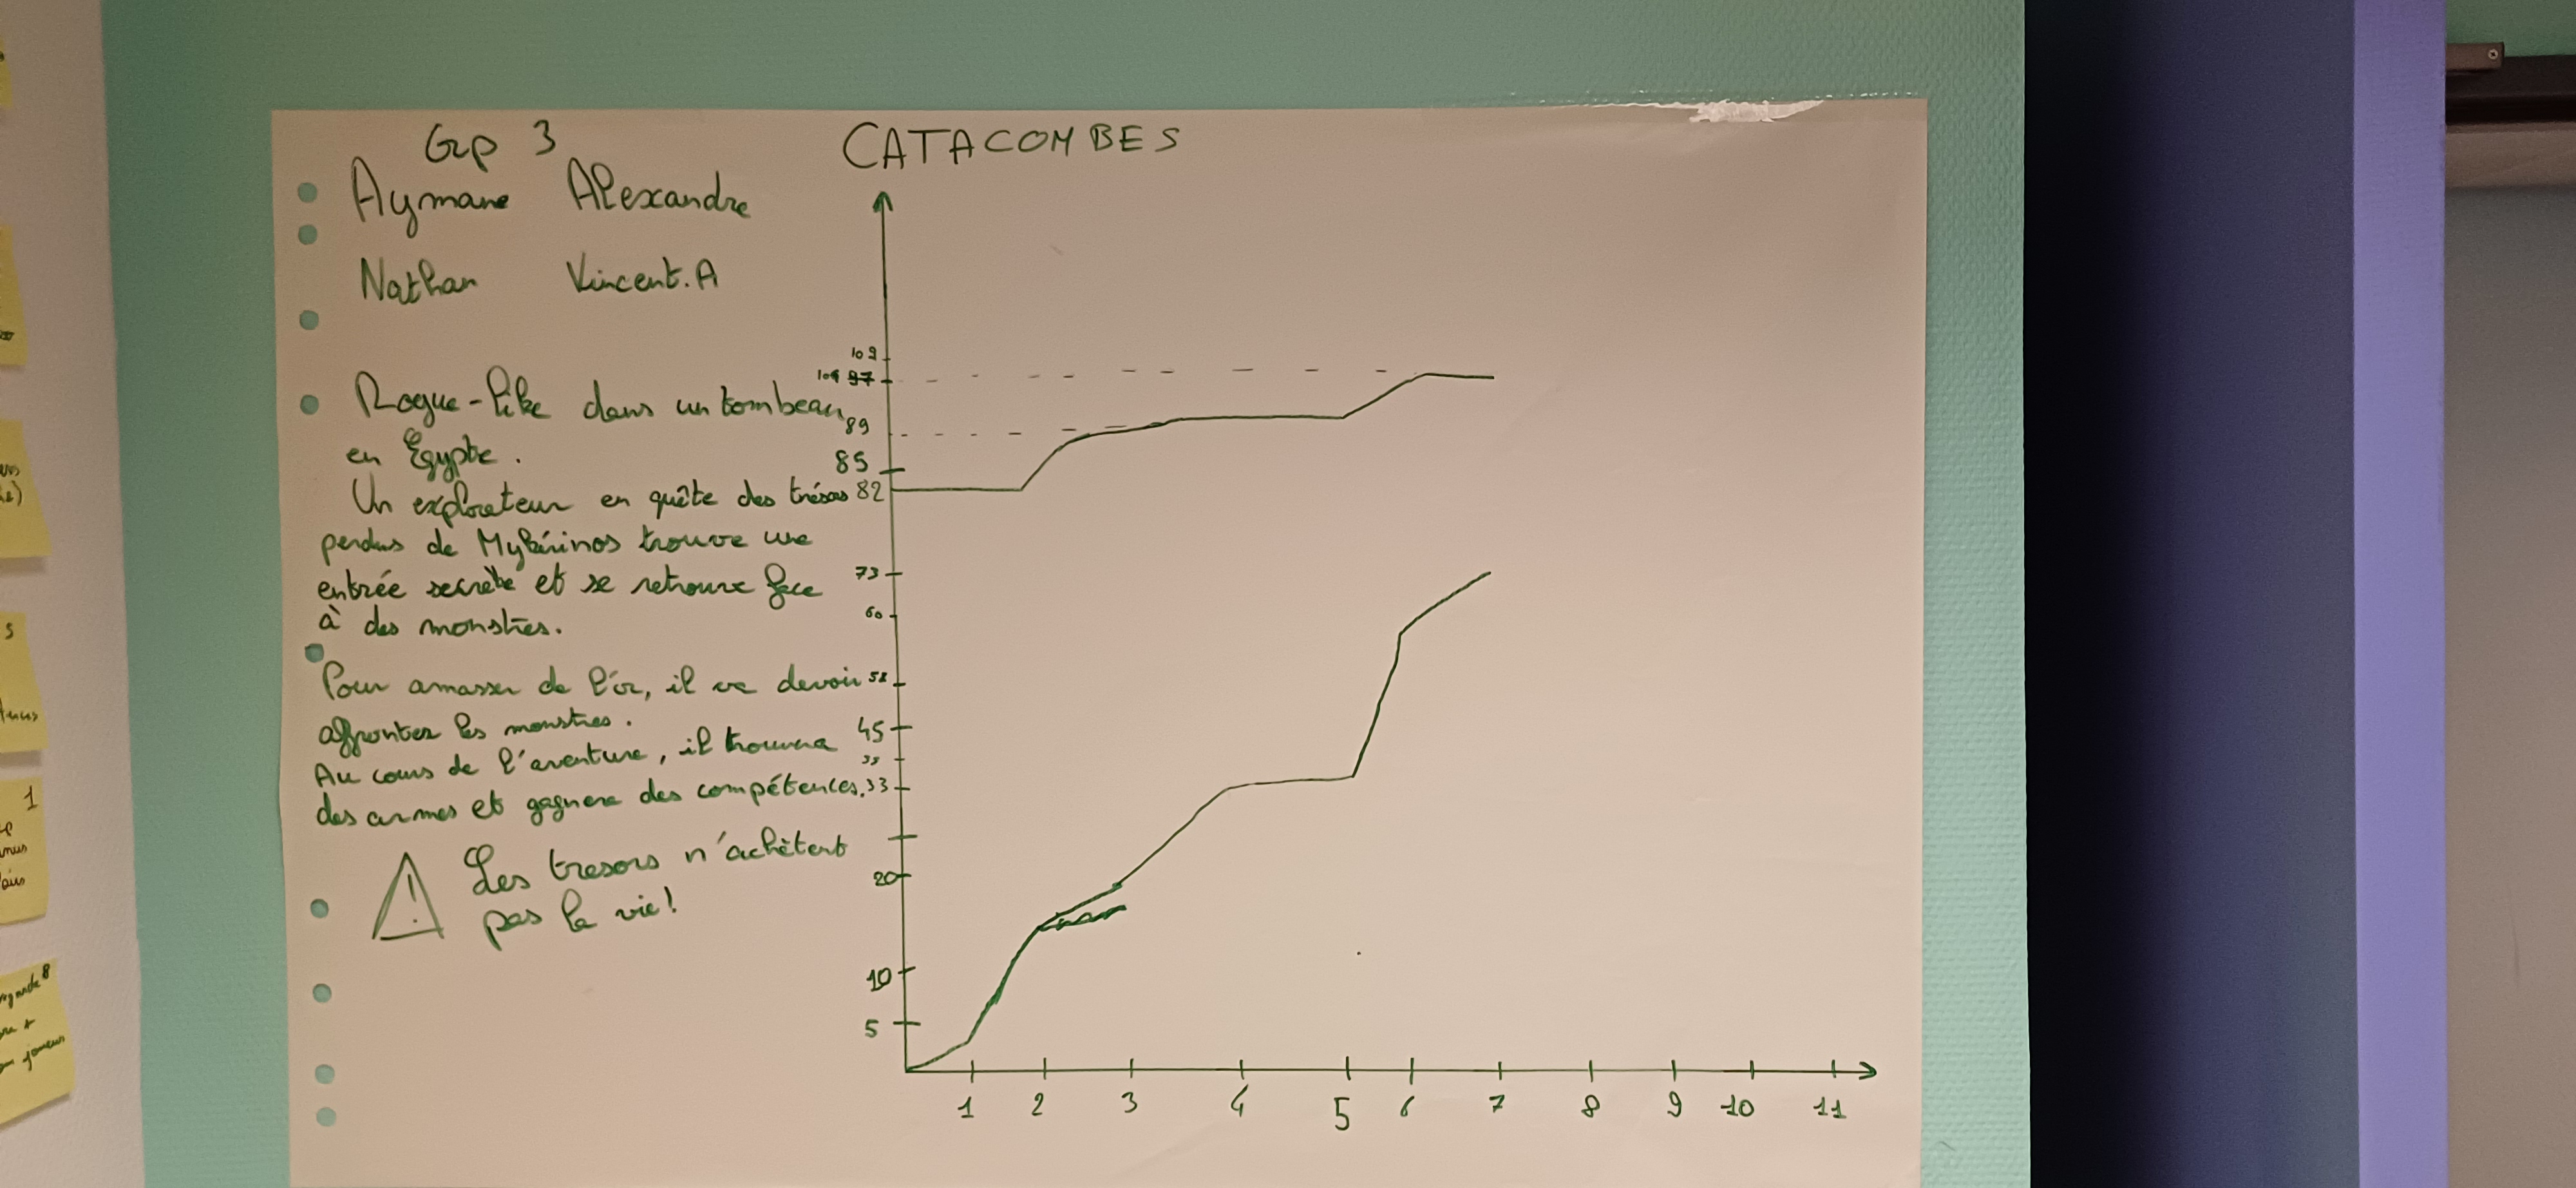 Grp 3
Aymane Alexandre
Nathan Vincent.A
Rogue-like dans un tombeau
en Egypte.
Un explorateur en quête des trésors
perdus de Mykérinos trouve une
entrée secrète et se retrouve face
à des monstres.
Pour amasser de l'or, il va devoir
affronter les monstres.
Au cours de l'aventure, il trouvera
des armes et gagnera des compétences.
Les tresors n'achètent
pas la vie!
CATACOMBES
109
97
89
85
82
73
60
45
33
20
10
5
1 2 3 4 5 6 7 8 9 10 11
s
1